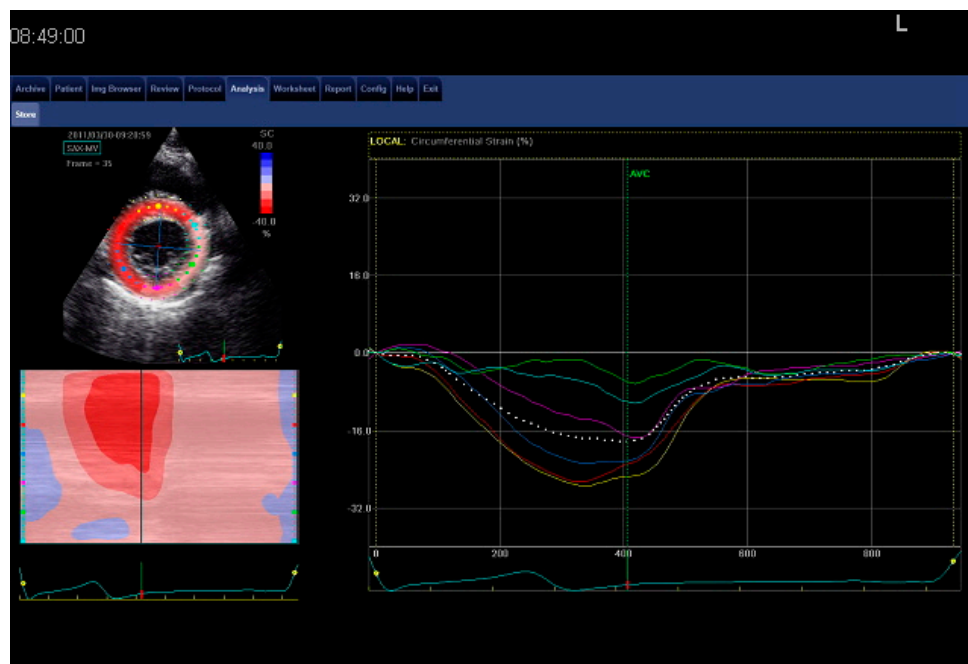 L
08:49:00
Archive Patient Img Browser Review Protocol Analysis Worksheet Report Config Help Exit
Store
2011/03/30-09:20:59
SAX-MV
Frame = 35
SC
40.0
-40.0
%
LOCAL: Circumferential Strain (%)
AVC
32.0
16.0
0.0
-16.0
-32.0
0 200 400 600 800